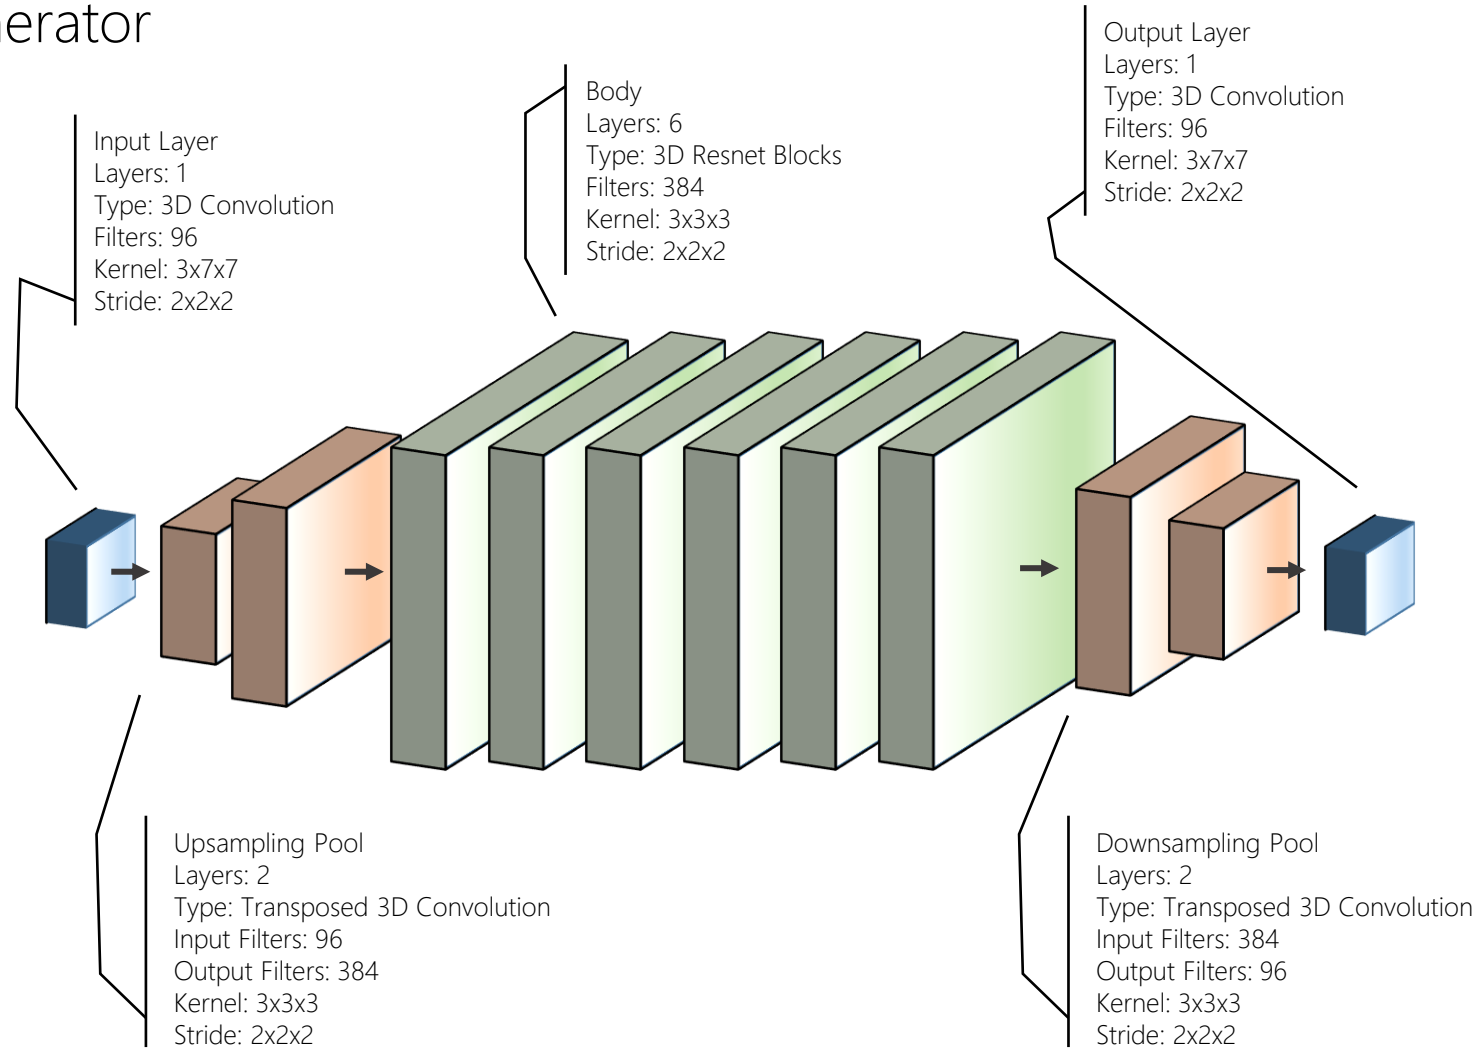 nerator
Input Layer
Layers: 1
Type: 3D Convolution
Filters: 96
Kernel: 3x7x7
Stride: 2x2x2
Body
Layers: 6
Type: 3D Resnet Blocks
Filters: 384
Kernel: 3x3x3
Stride: 2x2x2
Output Layer
Layers: 1
Type: 3D Convolution
Filters: 96
Kernel: 3x7x7
Stride: 2x2x2
Upsampling Pool
Layers: 2
Type: Transposed 3D Convolution
Input Filters: 96
Output Filters: 384
Kernel: 3x3x3
Stride: 2x2x2
Downsampling Pool
Layers: 2
Type: Transposed 3D Convolution
Input Filters: 384
Output Filters: 96
Kernel: 3x3x3
Stride: 2x2x2